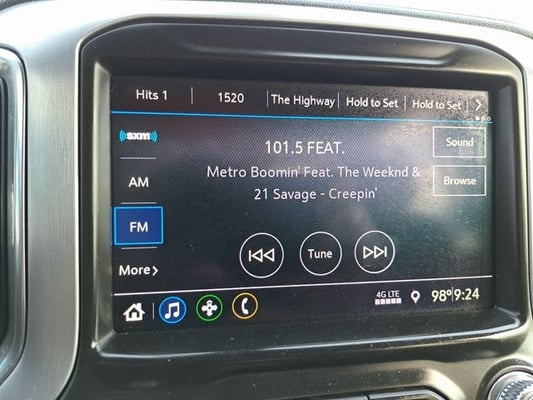 Hits 1 1520 The Highway Hold to Set Hold to Set
sxm
101.5 FEAT.
Sound
Metro Boomin' Feat. The Weeknd &
AM
Browse
21 Savage - Creepin'
FM
Tune
More
4G LTE
98° 9:24